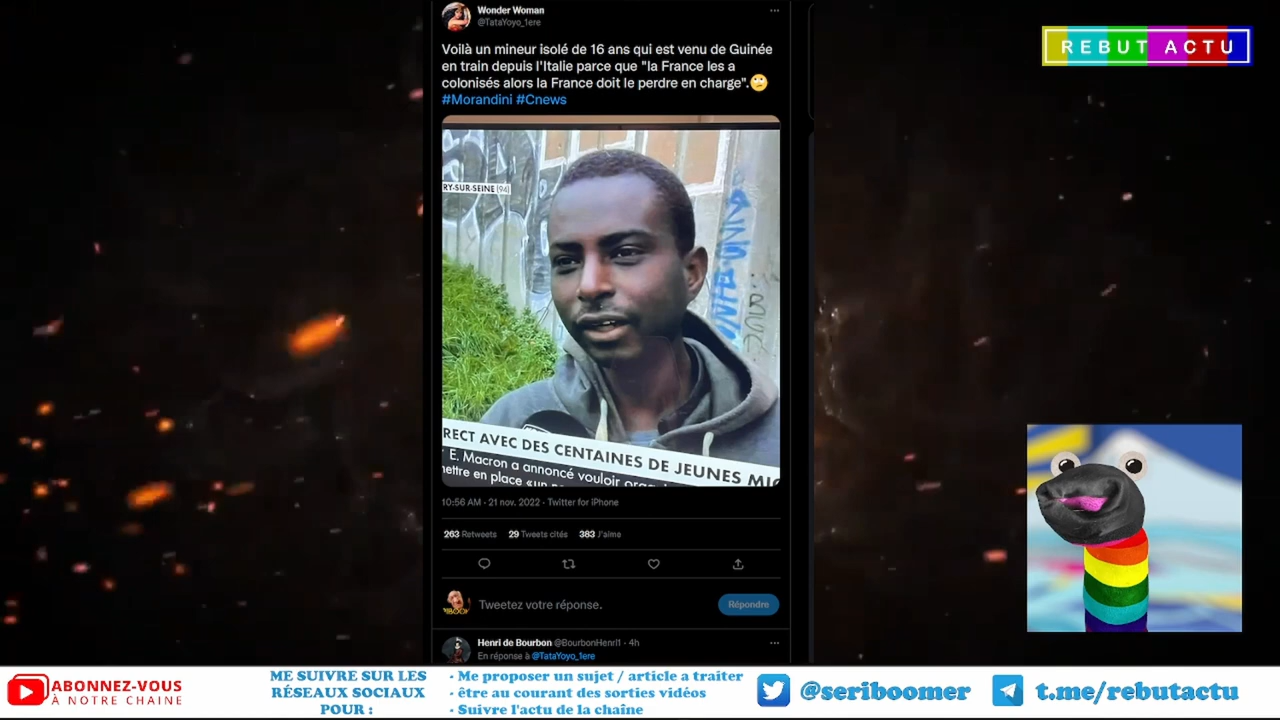 Wonder Woman
@TataYoyo_1ere
Voilà un mineur isolé de 16 ans qui est venu de Guinée
en train depuis l'Italie parce que "la France les a
colonisés alors la France doit le perdre en charge".🙄
#Morandini #Cnews
RY-SUR-SEINE (94)
RECT AVEC DES CENTAINES DE JEUNES MIG
E. Macron a annoncé vouloir
mettre en place «un
10:56 AM · 21 nov. 2022 · Twitter for iPhone
263 Retweets 29 Tweets cités 383 J'aime
Tweetez votre réponse.
Répondre
Henri de Bourbon @BourbonHenri1 · 4h
En réponse à @TataYoyo_1ere
REBUT ACTU
ABONNEZ-VOUS
À NOTRE CHAINE
ME SUIVRE SUR LES
RÉSEAUX SOCIAUX
POUR :
· Me proposer un sujet / article a traiter
· être au courant des sorties vidéos
· Suivre l'actu de la chaîne
@seriboomer
t.me/rebutactu